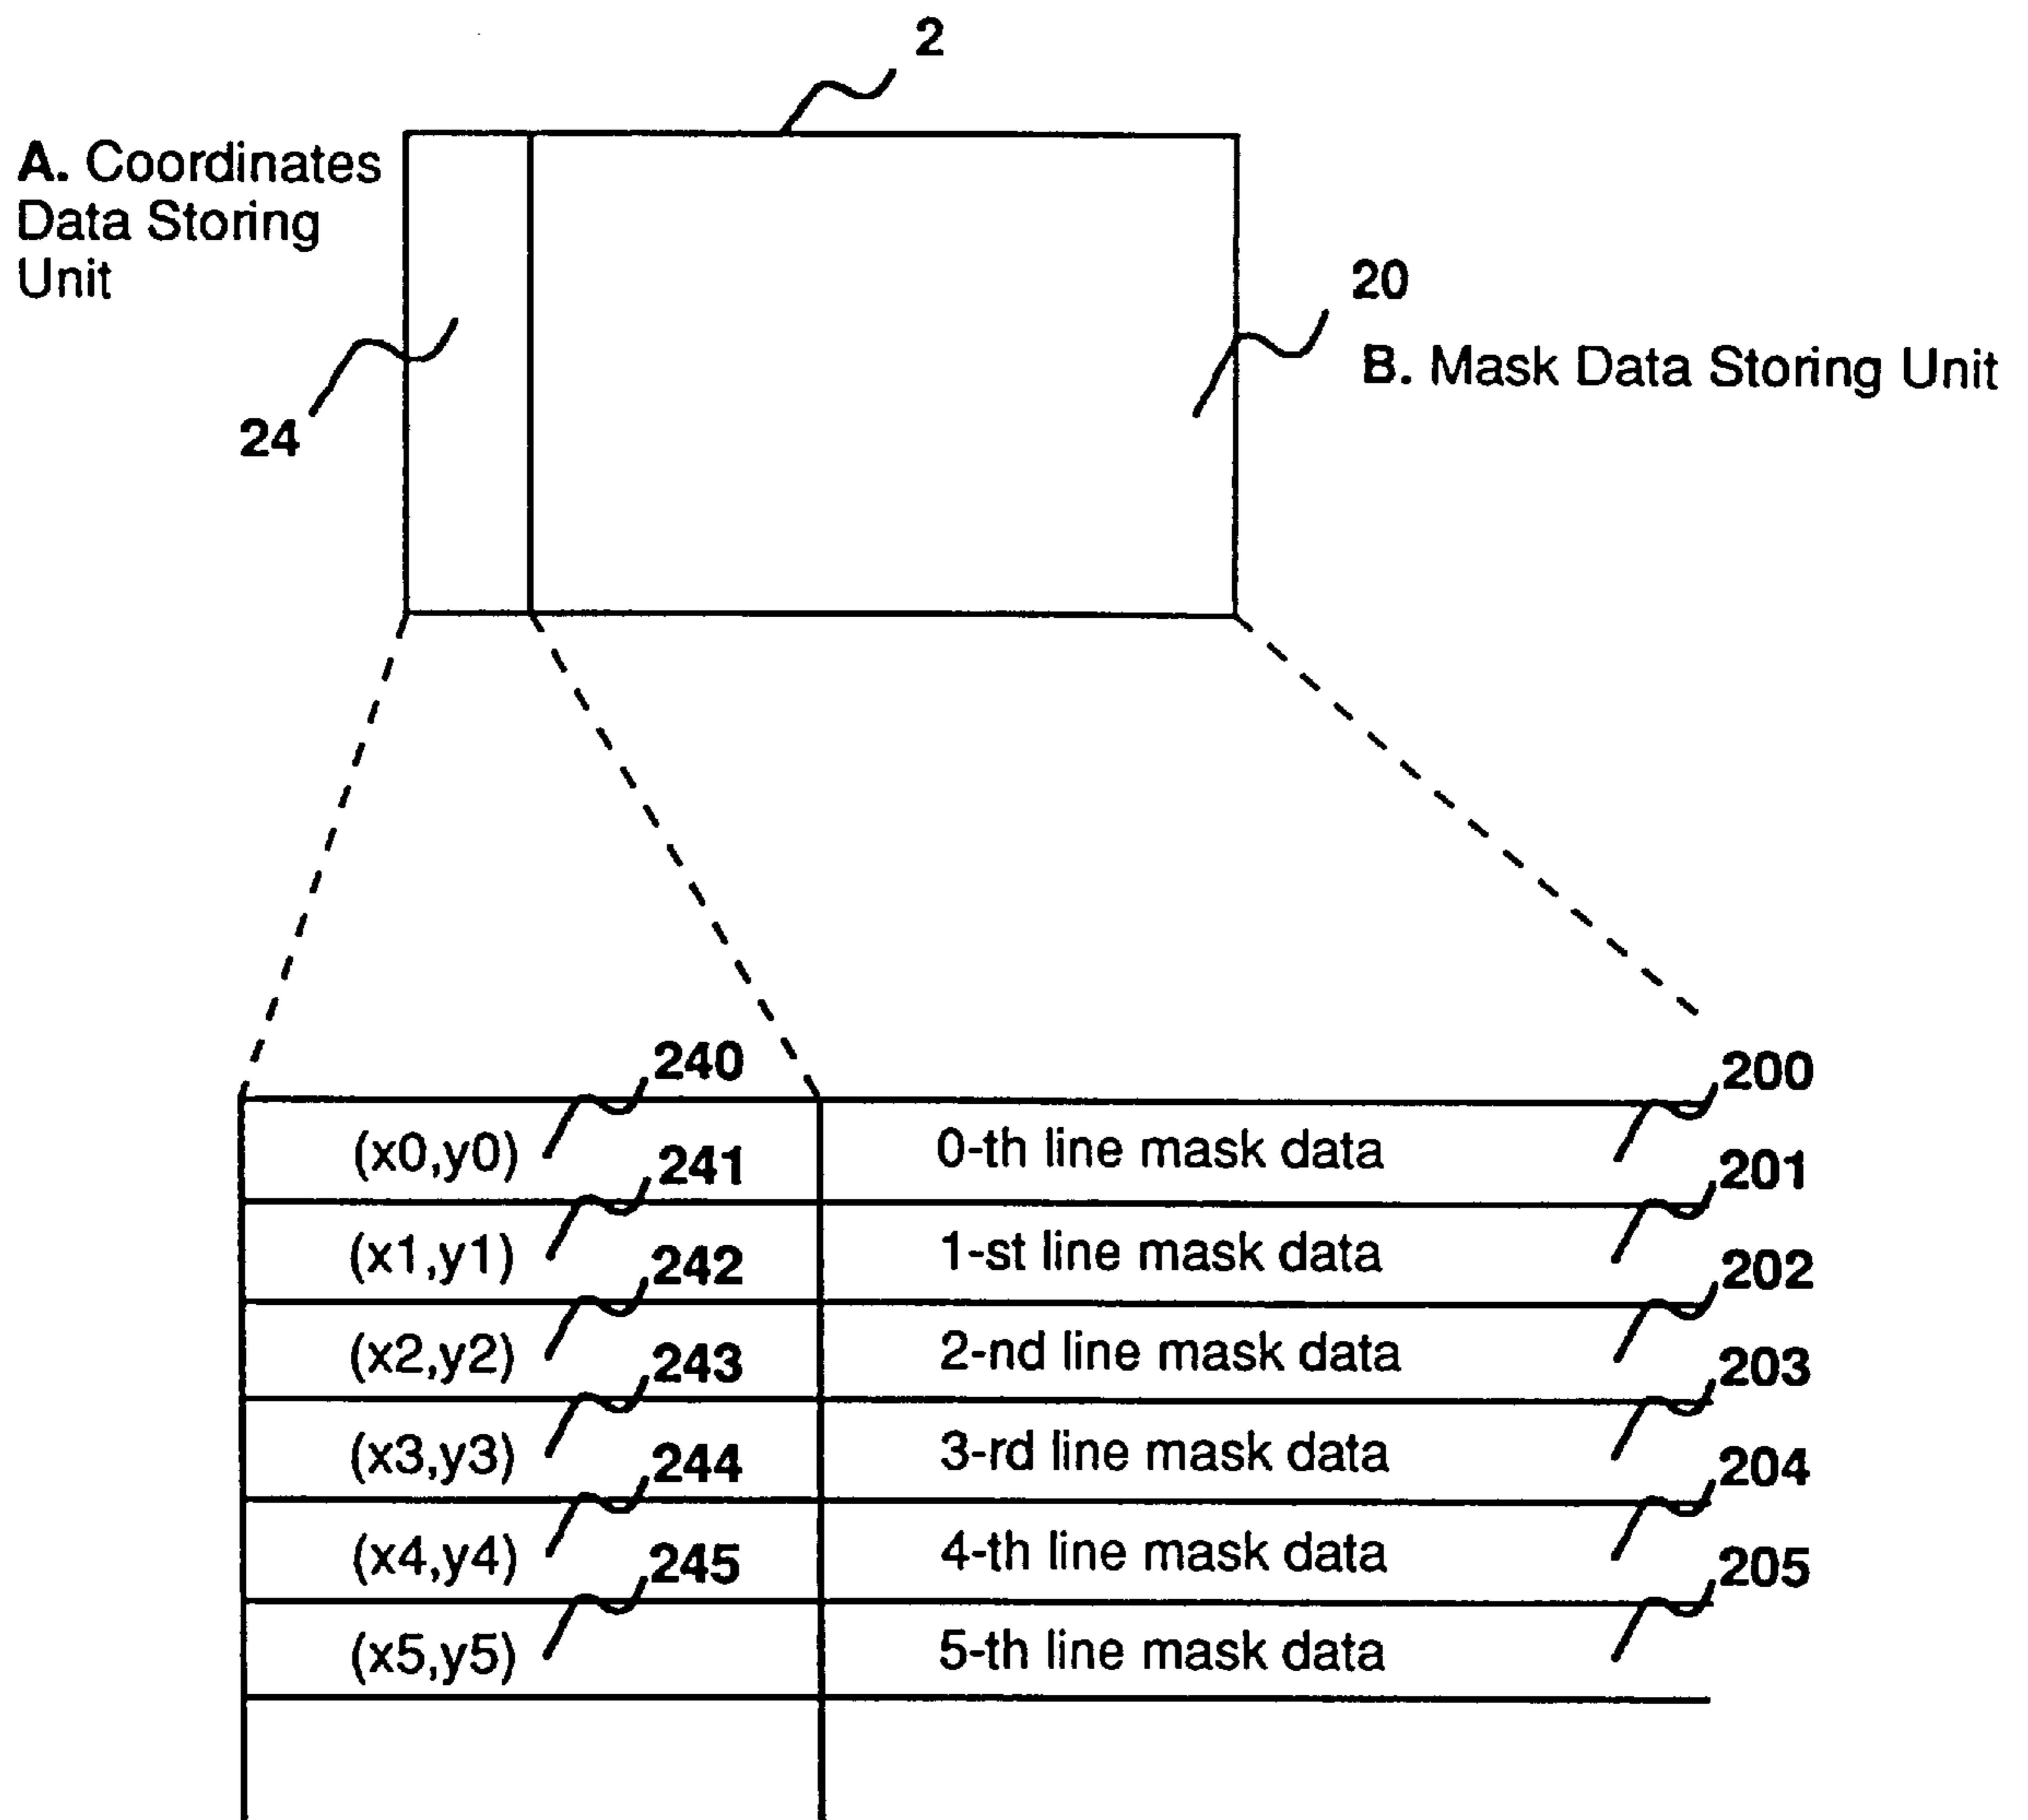 2
A. Coordinates
Data Storing
Unit
20
B. Mask Data Storing Unit
24
240
200
(x0,y0)
0-th line mask data
241
201
(x1,y1)
1-st line mask data
242
202
(x2,y2)
2-nd line mask data
243
203
(x3,y3)
3-rd line mask data
244
204
(x4,y4)
4-th line mask data
245
205
(x5,y5)
5-th line mask data